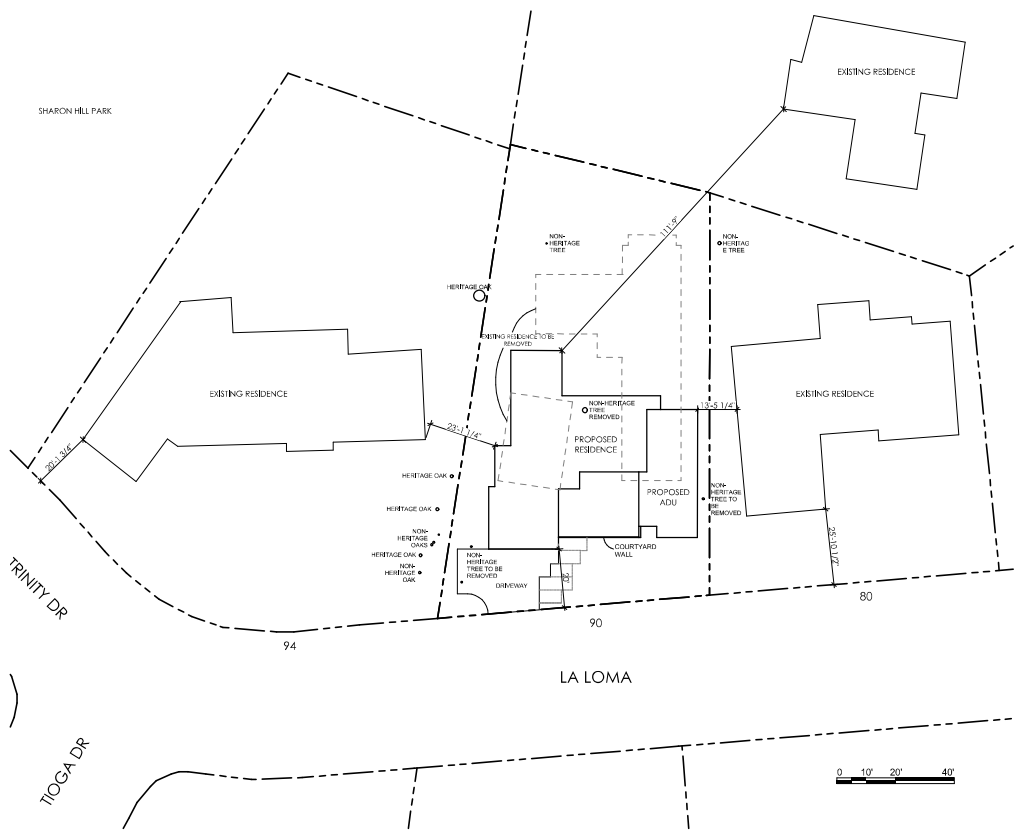 EXISTING RESIDENCE
SHARON HILL PARK
111'-9"
NON-
HERITAGE
TREE
NON-
HERITAG
E TREE
HERITAGE OAK
EXISTING RESIDENCE TO BE
REMOVED
EXISTING RESIDENCE
EXISTING RESIDENCE
NON-HERITAGE
TREE
REMOVED
13'-5 1/4"
23'-1 1/4"
PROPOSED
RESIDENCE
20'-1 3/4"
HERITAGE OAK
PROPOSED
ADU
NON-
HERITAGE
TREE TO
BE
REMOVED
HERITAGE OAK
25'-10 1/2"
NON-
HERITAGE
OAKS
HERITAGE OAK
NON-
HERITAGE
OAK
NON-
HERITAGE
TREE TO BE
REMOVED
COURTYARD
WALL
DRIVEWAY
20'
TRINITY DR
94
90
80
LA LOMA
TIOGA DR
0 10' 20' 40'